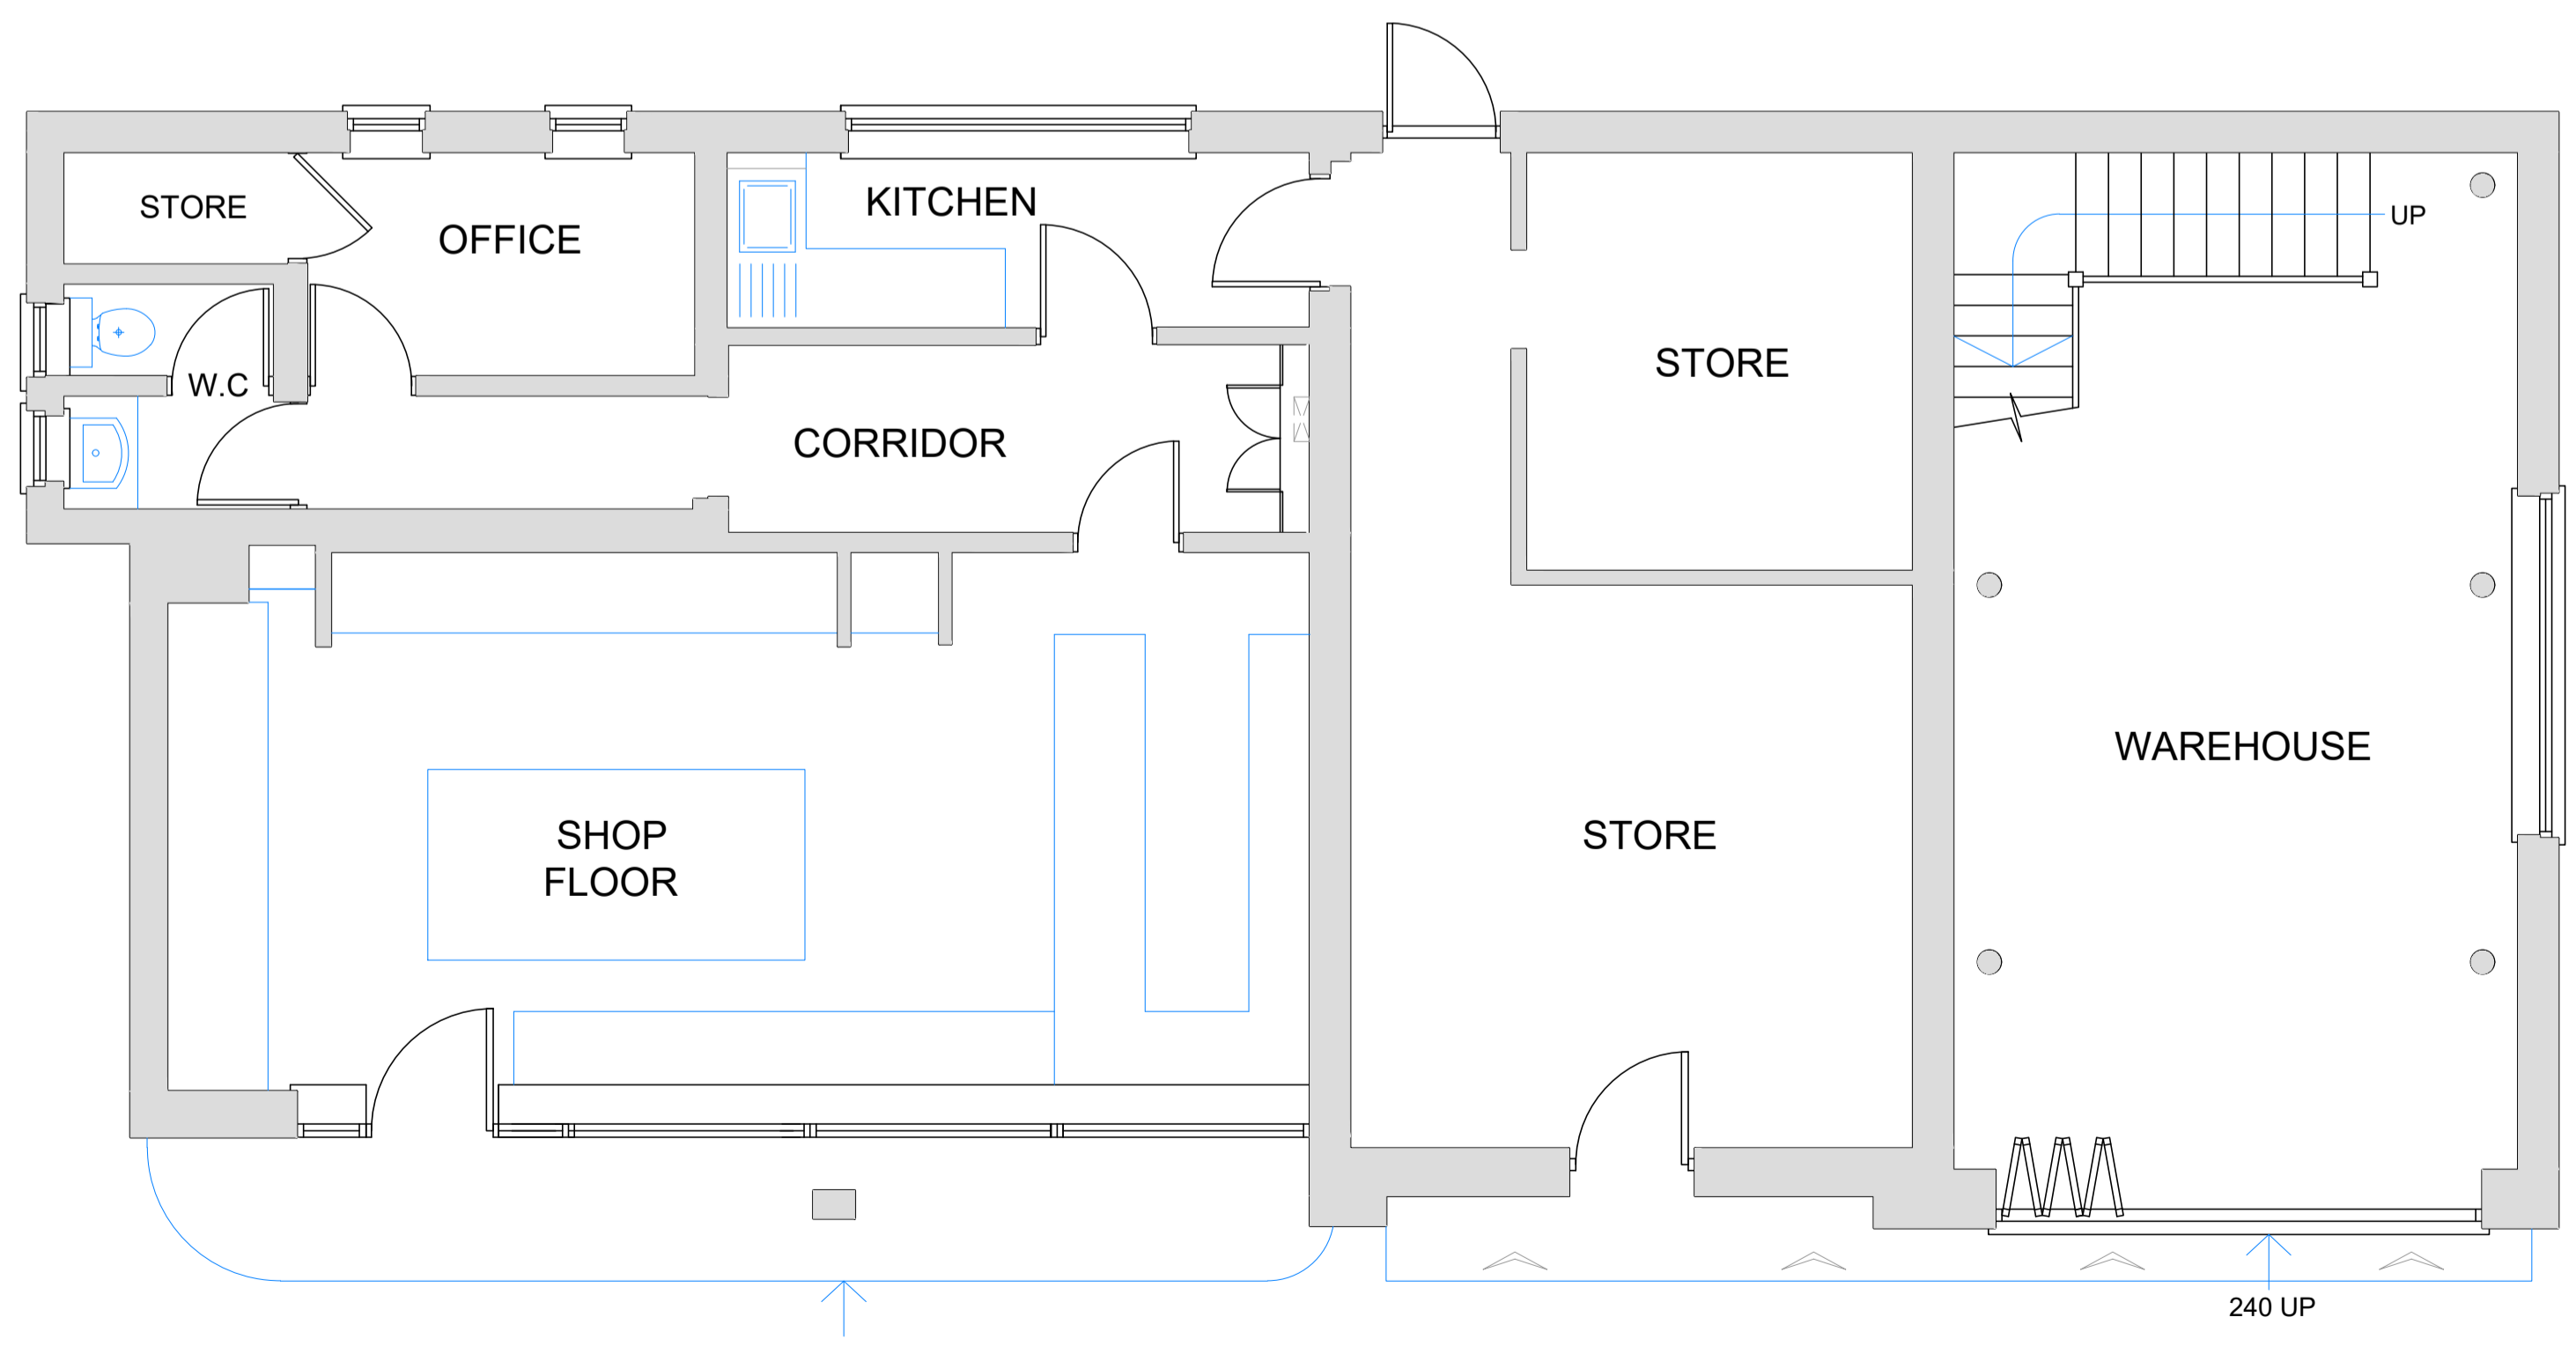 STORE
OFFICE
KITCHEN
UP
STORE
W.C
CORRIDOR
WAREHOUSE
SHOP
FLOOR
STORE
240 UP